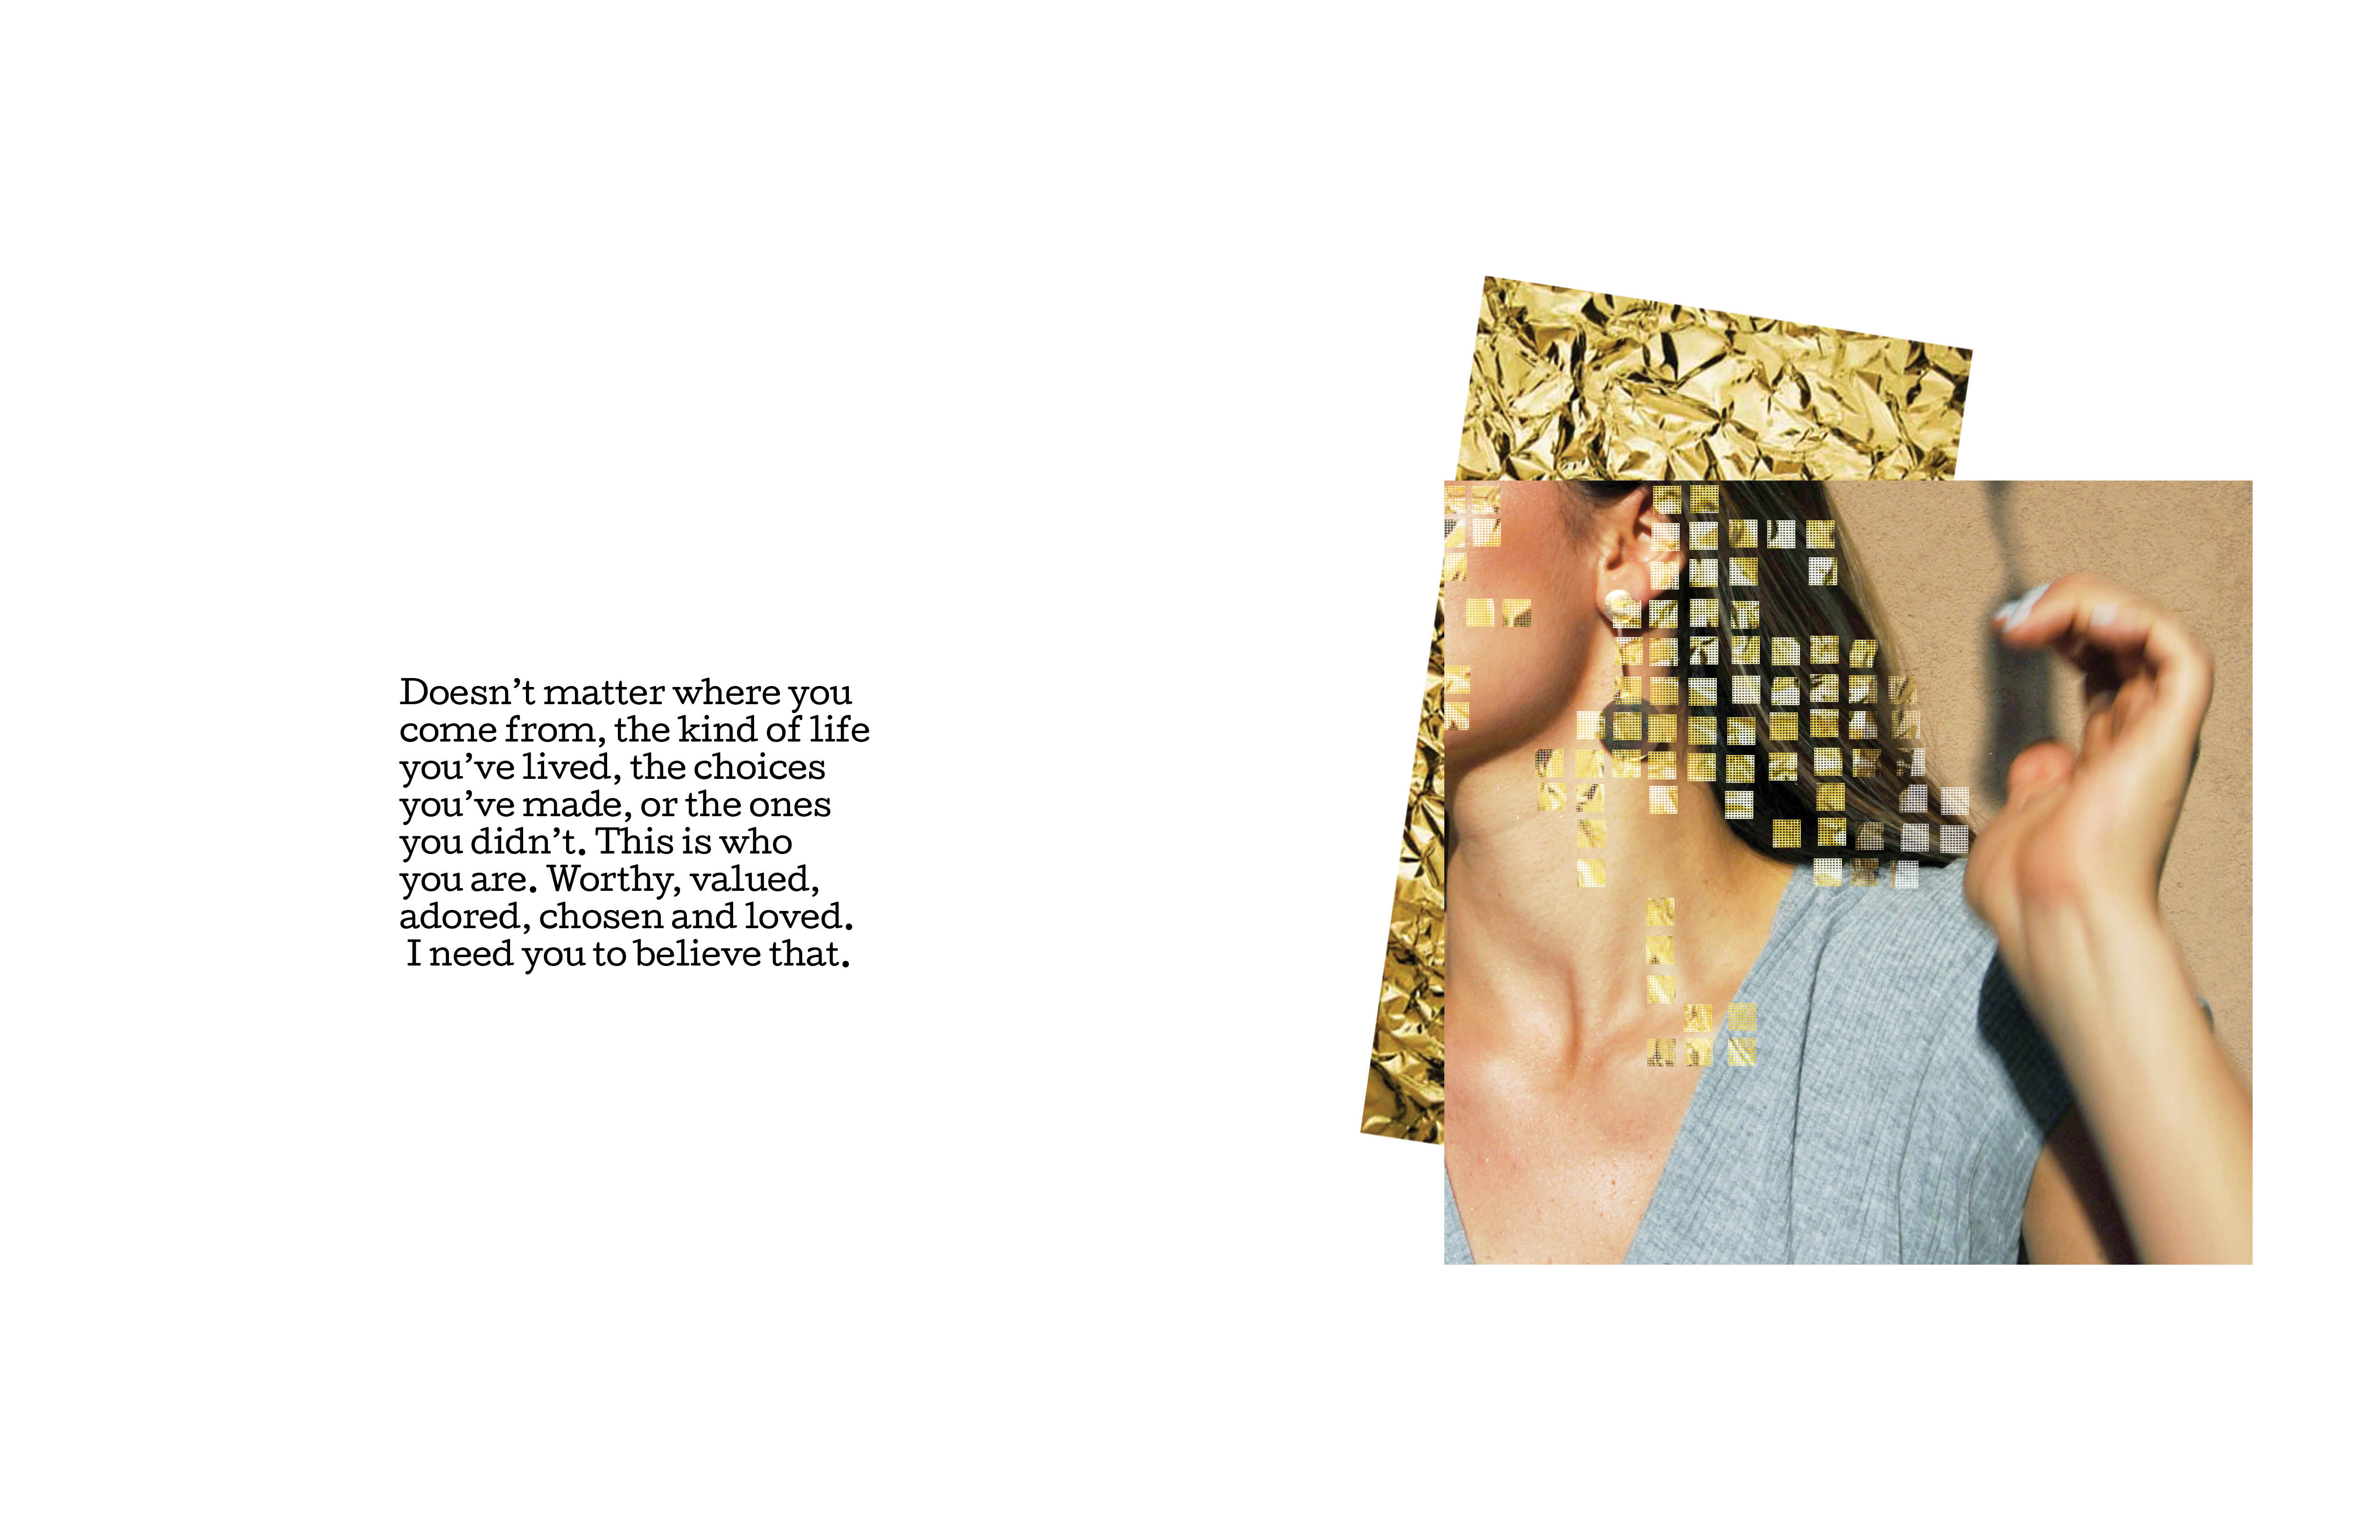 Doesn’t matter where you
come from, the kind of life
you’ve lived, the choices
you’ve made, or the ones
you didn’t. This is who
you are. Worthy, valued,
adored, chosen and loved.
I need you to believe that.